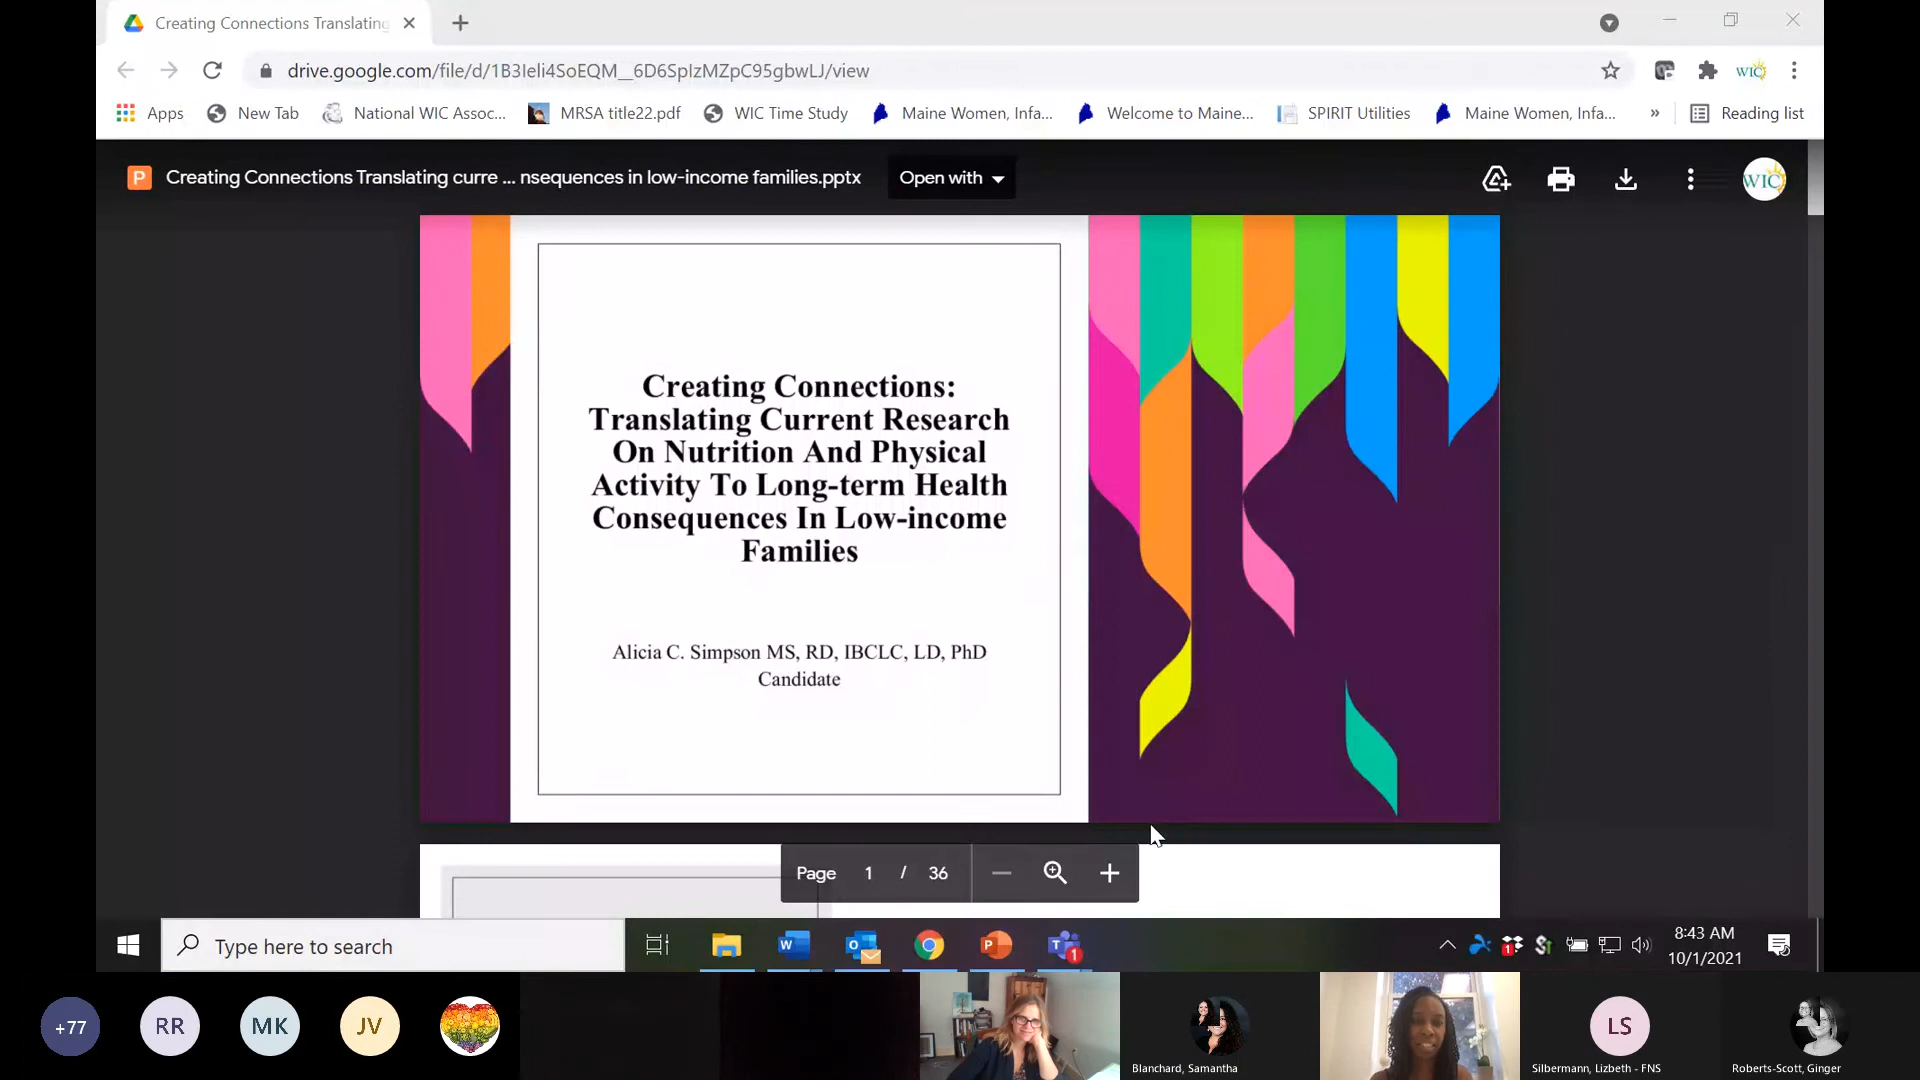 Creating Connections Translating
drive.google.com/file/d/1B3Ieli4SoEQM__6D6SpIzMZpC95gbwLJ/view
WIC
Apps
New Tab
National WIC Assoc...
MRSA title22.pdf
WIC Time Study
Maine Women, Infa...
Welcome to Maine...
SPIRIT Utilities
Maine Women, Infa...
»
Reading list
P
Creating Connections Translating curre ... nsequences in low-income families.pptx
Open with
WIC
Creating Connections:
Translating Current Research
On Nutrition And Physical
Activity To Long-term Health
Consequences In Low-income
Families
Alicia C. Simpson MS, RD, IBCLC, LD, PhD
Candidate
Page 1 / 36
Type here to search
8:43 AM
10/1/2021
+77
RR
MK
JV
Blanchard, Samantha
LS
Silbermann, Lizbeth - FNS
Roberts-Scott, Ginger